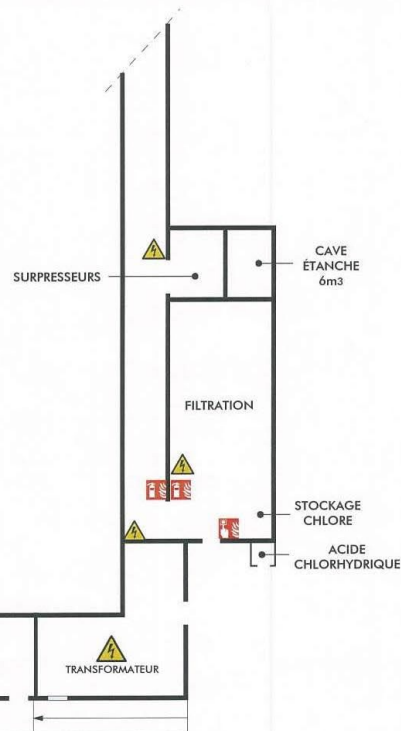 SURPRESSEURS
CAVE
ÉTANCHE
6m3
FILTRATION
STOCKAGE
CHLORE
ACIDE
CHLORHYDRIQUE
TRANSFORMATEUR